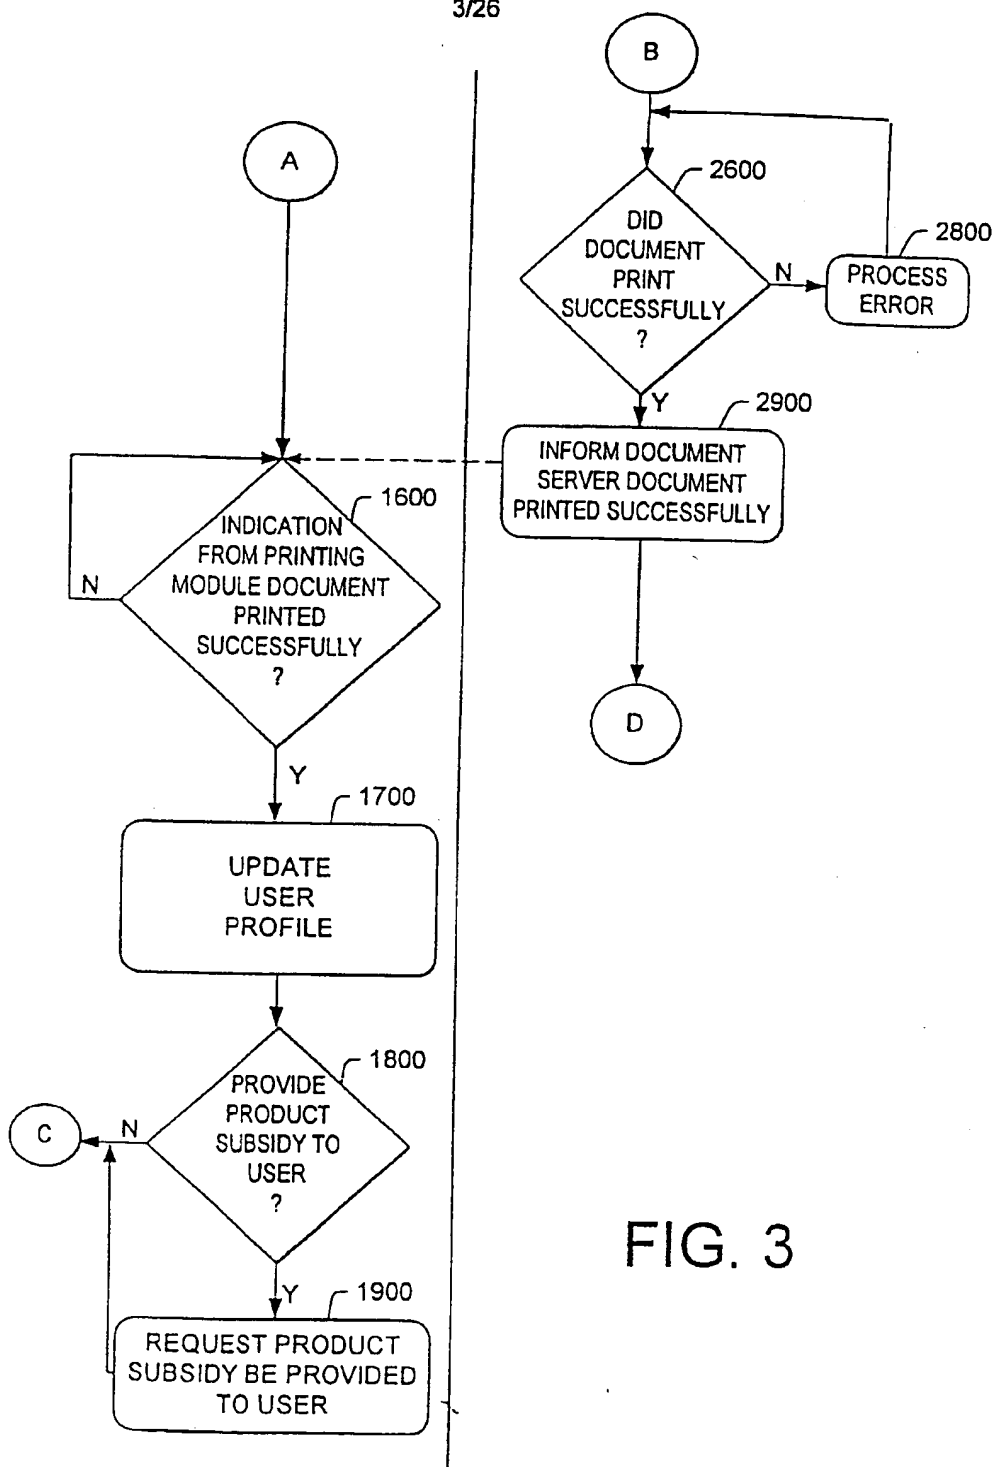 3/26
B
A
2600
DID
DOCUMENT
PRINT
SUCCESSFULLY
?
N
2800
PROCESS
ERROR
Y
2900
INFORM DOCUMENT
SERVER DOCUMENT
PRINTED SUCCESSFULLY
D
1600
INDICATION
FROM PRINTING
MODULE DOCUMENT
PRINTED
SUCCESSFULLY
?
N
Y
1700
UPDATE
USER
PROFILE
1800
PROVIDE
PRODUCT
SUBSIDY TO
USER
?
N
C
Y
1900
REQUEST PRODUCT
SUBSIDY BE PROVIDED
TO USER
FIG. 3